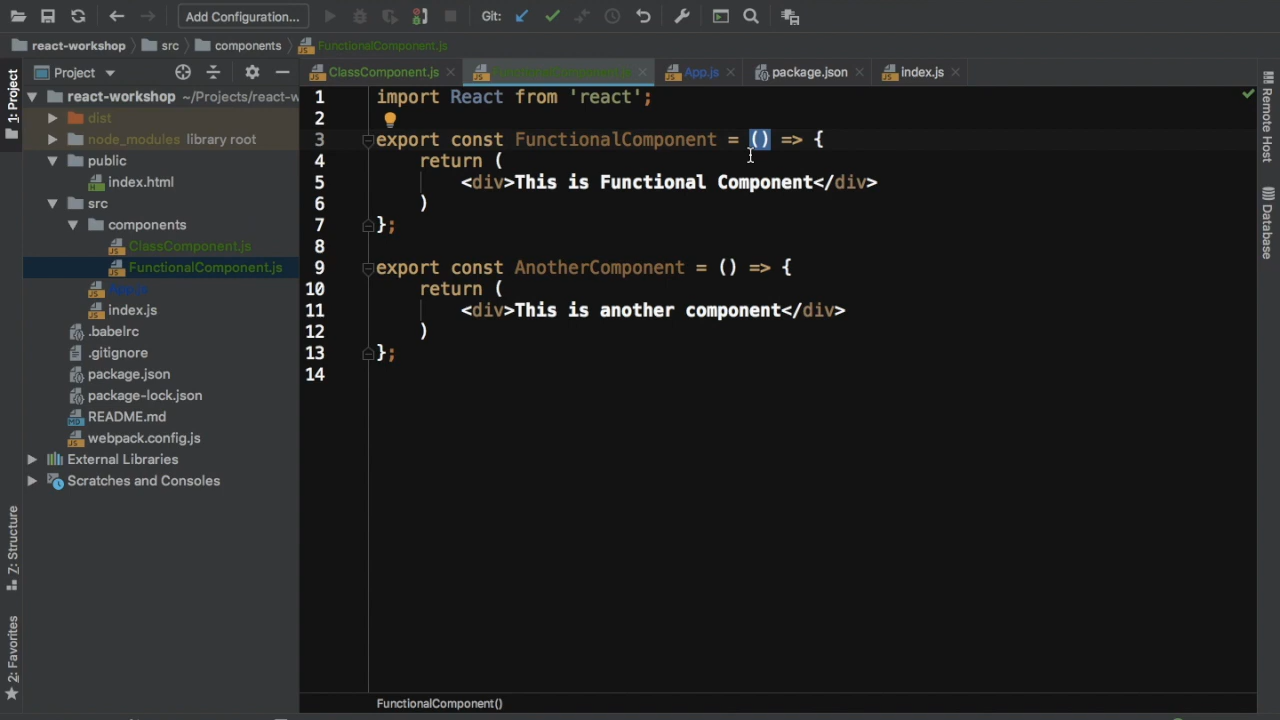 Add Configuration...
Git:
react-workshop
src
components
FunctionalComponent.js
1: Project
Project
ClassComponent.js
FunctionalComponent.js
App.js
package.json
index.js
react-workshop ~/Projects/react-w
dist
node_modules library root
public
index.html
src
components
ClassComponent.js
FunctionalComponent.js
App.js
index.js
.babelrc
.gitignore
package.json
package-lock.json
README.md
webpack.config.js
External Libraries
Scratches and Consoles
1 import React from 'react';
2
3 export const FunctionalComponent = () => {
4 return (
5 <div>This is Functional Component</div>
6 )
7 };
8
9 export const AnotherComponent = () => {
10 return (
11 <div>This is another component</div>
12 )
13 };
14
FunctionalComponent()
Z: Structure
2: Favorites
Remote Host
Database